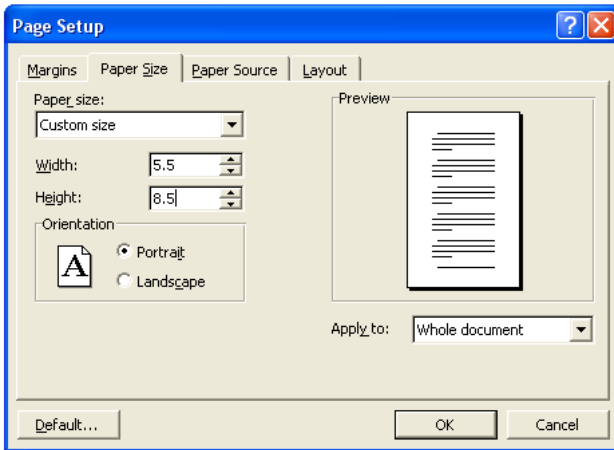 Page Setup
Margins Paper Size Paper Source Layout
Paper size:
Custom size
Width: 5.5
Height: 8.5
Orientation
A
Portrait
Landscape
Preview
Apply to: Whole document
Default... OK Cancel